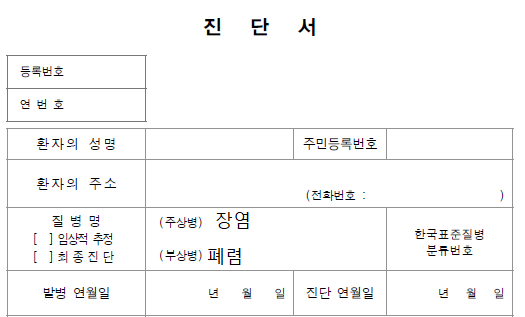 진 단 서
등록번호
연 번 호
환자의 성명 주민등록번호
환자의 주소
(전화번호 : )
질 병 명
[ ] 임상적 추정
[ ] 최 종 진 단
(주상병) 장염
(부상병) 폐렴
한국표준질병
분류번호
발병 연월일 년 월 일 진단 연월일 년 월 일